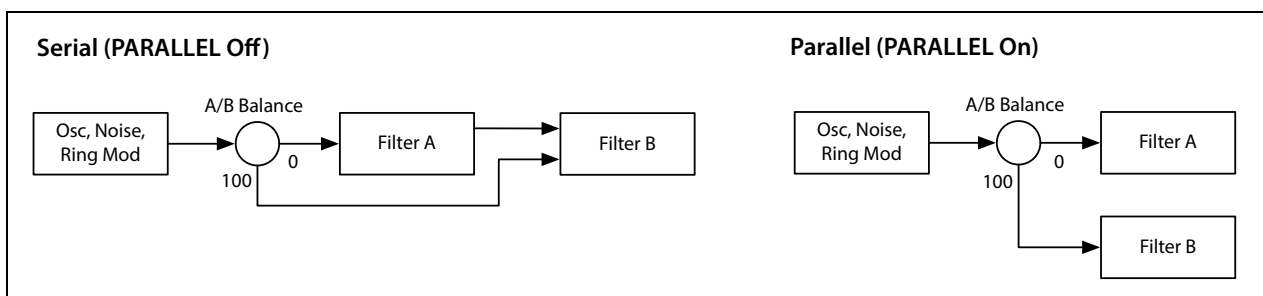 Serial (PARALLEL Off)
A/B Balance
Osc, Noise,
Ring Mod
0
100
Filter A
Filter B
Parallel (PARALLEL On)
A/B Balance
Osc, Noise,
Ring Mod
0
100
Filter A
Filter B